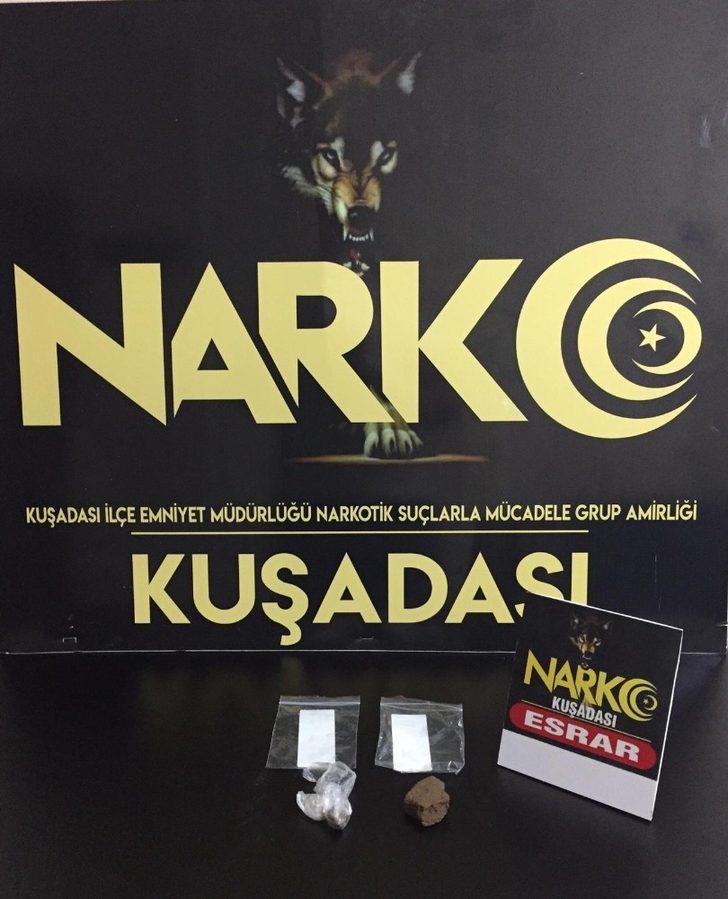 NARKO
KUŞADASI İLÇE EMNİYET MÜDÜRLÜĞÜ NARKOTİK SUÇLARLA MÜCADELE GRUP AMİRLİĞİ
KUŞADASI
NARKO
KUŞADASI
ESRAR